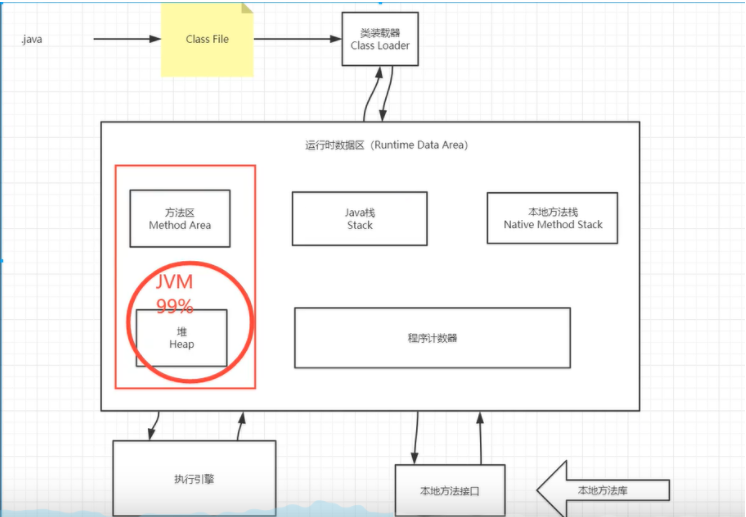 .java
Class File
类装载器
Class Loader
运行时数据区（Runtime Data Area）
方法区
Method Area
Java栈
Stack
本地方法栈
Native Method Stack
JVM
99%
堆
Heap
程序计数器
执行引擎
本地方法接口
本地方法库